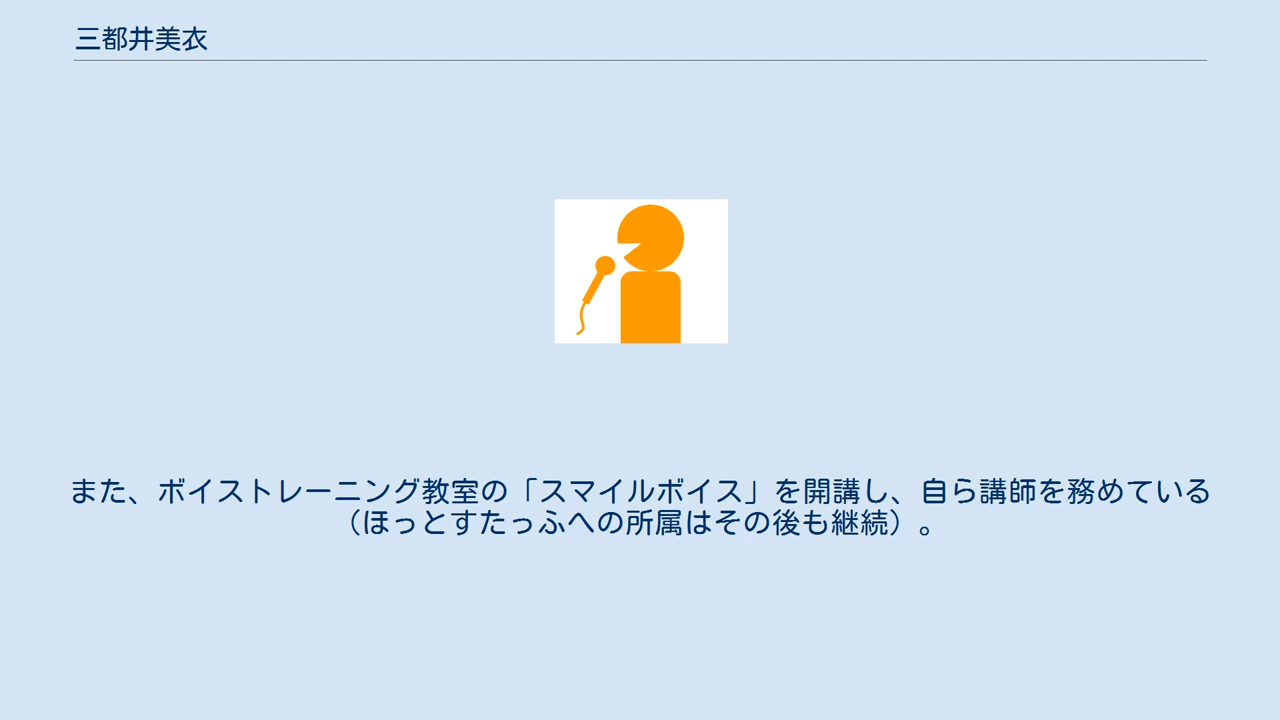 三都井美衣
また、ボイストレーニング教室の「スマイルボイス」を開講し、自ら講師を務めている
（ほっとすたっふへの所属はその後も継続）。